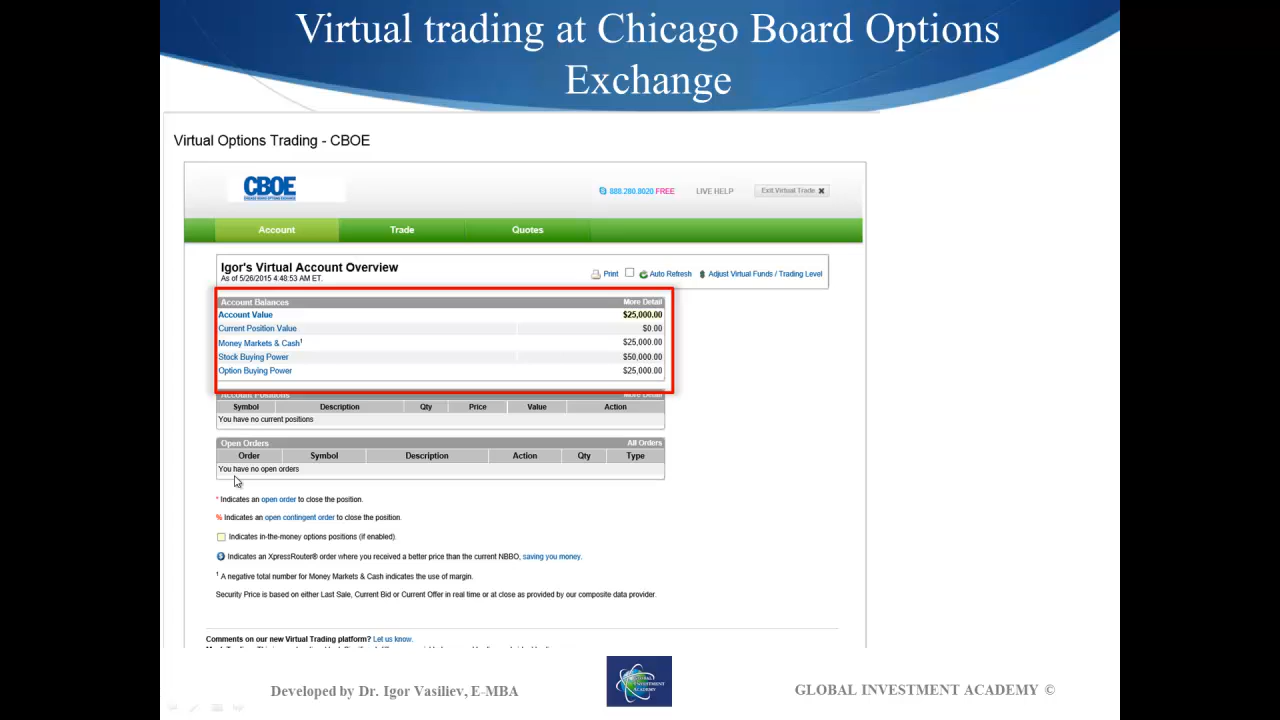 Virtual trading at Chicago Board Options
Exchange
Virtual Options Trading - CBOE
CBOE
888.280.8020 FREE LIVE HELP Exit Virtual Trade ✖
Account Trade Quotes
Igor's Virtual Account Overview
As of 5/26/2015 4:48:53 AM ET.
Print Auto Refresh Adjust Virtual Funds / Trading Level
Account Balances More Detail
Account Value $25,000.00
Current Position Value $0.00
Money Markets & Cash¹ $25,000.00
Stock Buying Power $50,000.00
Option Buying Power $25,000.00
Account Positions More Detail
Symbol Description Qty Price Value Action
You have no current positions
Open Orders All Orders
Order Symbol Description Action Qty Type
You have no open orders
* Indicates an open order to close the position.
% Indicates an open contingent order to close the position.
Indicates in-the-money options positions (if enabled).
Indicates an XpressRouter® order where you received a better price than the current NBBO, saving you money.
¹ A negative total number for Money Markets & Cash indicates the use of margin.
Security Price is based on either Last Sale, Current Bid or Current Offer in real time or at close as provided by our composite data provider.
Comments on our new Virtual Trading platform? Let us know.
Developed by Dr. Igor Vasiliev, E-MBA
GLOBAL INVESTMENT ACADEMY
GLOBAL INVESTMENT ACADEMY ©